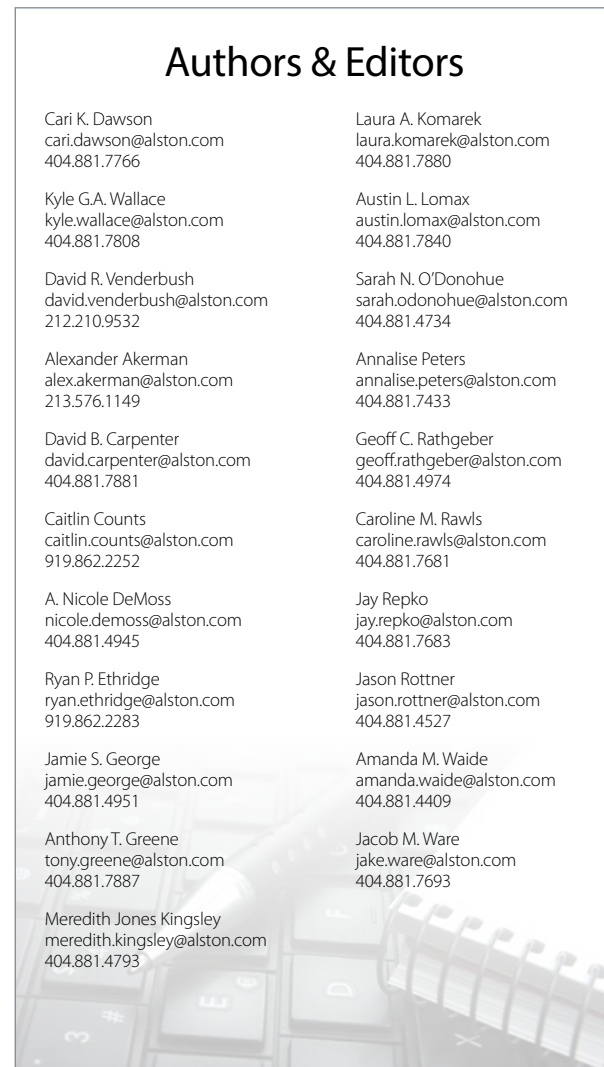 Authors & Editors
Cari K. Dawson
cari.dawson@alston.com
404.881.7766
Kyle G.A. Wallace
kyle.wallace@alston.com
404.881.7808
David R. Venderbush
david.venderbush@alston.com
212.210.9532
Alexander Akerman
alex.akerman@alston.com
213.576.1149
David B. Carpenter
david.carpenter@alston.com
404.881.7881
Caitlin Counts
caitlin.counts@alston.com
919.862.2252
A. Nicole DeMoss
nicole.demoss@alston.com
404.881.4945
Ryan P. Ethridge
ryan.ethridge@alston.com
919.862.2283
Jamie S. George
jamie.george@alston.com
404.881.4951
Anthony T. Greene
tony.greene@alston.com
404.881.7887
Meredith Jones Kingsley
meredith.kingsley@alston.com
404.881.4793
Laura A. Komarek
laura.komarek@alston.com
404.881.7880
Austin L. Lomax
austin.lomax@alston.com
404.881.7840
Sarah N. O’Donohue
sarah.odonohue@alston.com
404.881.4734
Annalise Peters
annalise.peters@alston.com
404.881.7433
Geoff C. Rathgeber
geoff.rathgeber@alston.com
404.881.4974
Caroline M. Rawls
caroline.rawls@alston.com
404.881.7681
Jay Repko
jay.repko@alston.com
404.881.7683
Jason Rottner
jason.rottner@alston.com
404.881.4527
Amanda M. Waide
amanda.waide@alston.com
404.881.4409
Jacob M. Ware
jake.ware@alston.com
404.881.7693
E
D
3
#